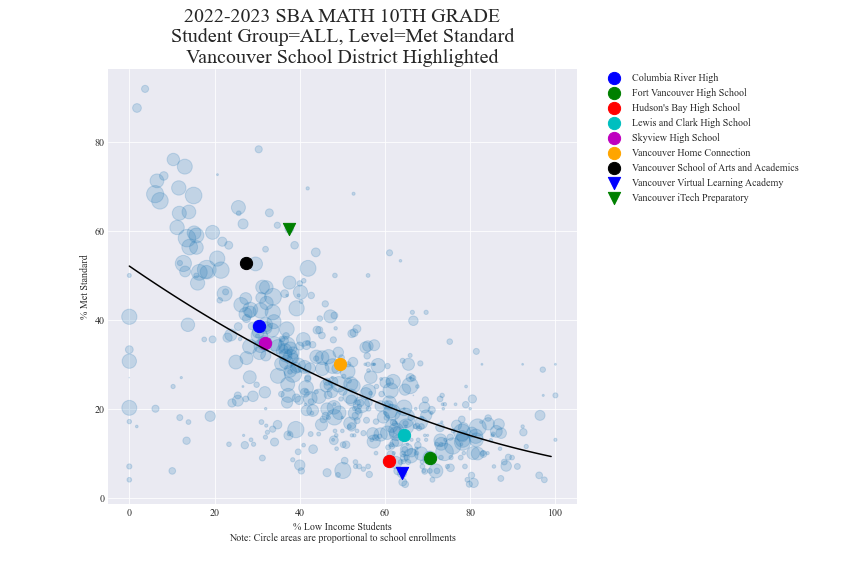 2022-2023 SBA MATH 10TH GRADE
Student Group=ALL, Level=Met Standard
Vancouver School District Highlighted
Columbia River High
Fort Vancouver High School
Hudson's Bay High School
Lewis and Clark High School
Skyview High School
Vancouver Home Connection
Vancouver School of Arts and Academics
Vancouver Virtual Learning Academy
Vancouver iTech Preparatory
% Met Standard
80
60
40
20
0
0 20 40 60 80 100
% Low Income Students
Note: Circle areas are proportional to school enrollments